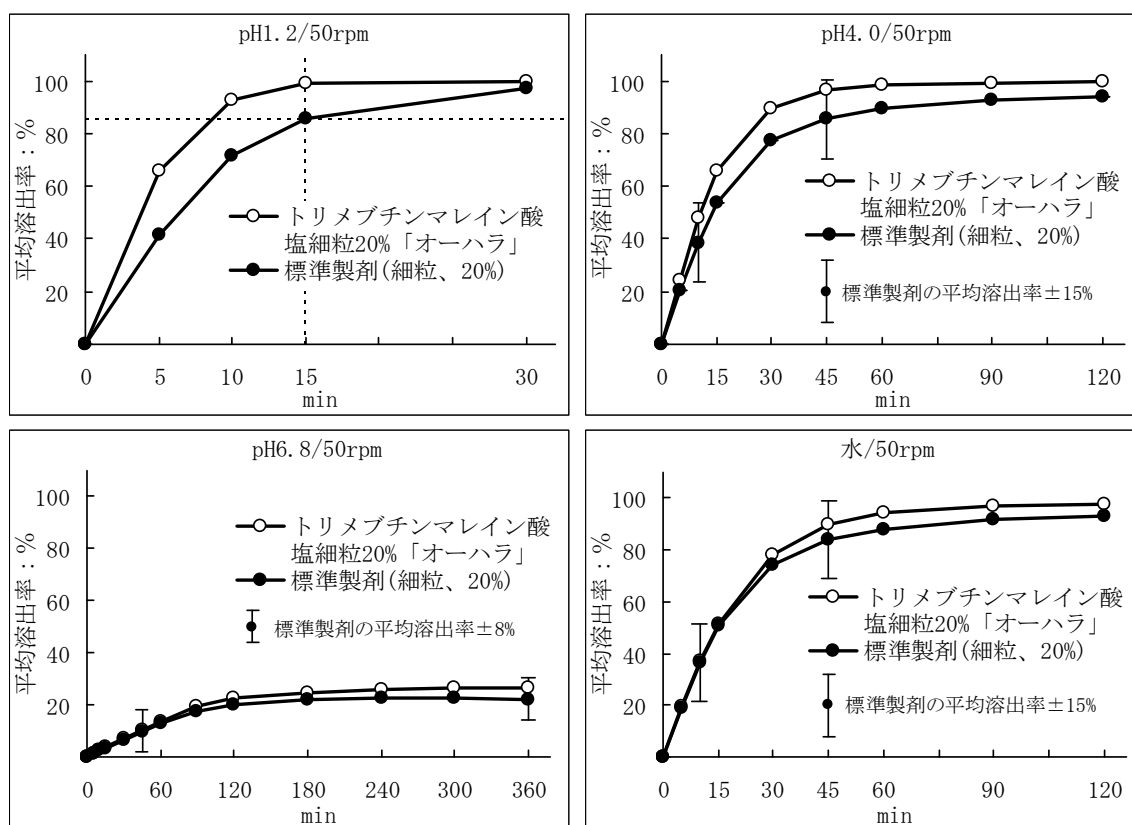 pH1.2/50rpm
平均溶出率：%
100
80
60
40
20
トリメブチンマレイン酸
塩細粒20%「オーハラ」
標準製剤(細粒、20%)
0
5
10
15
30
min
pH4.0/50rpm
平均溶出率：%
100
80
60
40
20
トリメブチンマレイン酸
塩細粒20%「オーハラ」
標準製剤(細粒、20%)
標準製剤の平均溶出率±15%
0
15
30
45
60
90
120
min
pH6.8/50rpm
平均溶出率：%
100
80
60
40
20
トリメブチンマレイン酸
塩細粒20%「オーハラ」
標準製剤(細粒、20%)
標準製剤の平均溶出率±8%
0
60
120
180
240
300
360
min
水/50rpm
平均溶出率：%
100
80
60
40
20
トリメブチンマレイン酸
塩細粒20%「オーハラ」
標準製剤(細粒、20%)
標準製剤の平均溶出率±15%
0
15
30
45
60
90
120
min